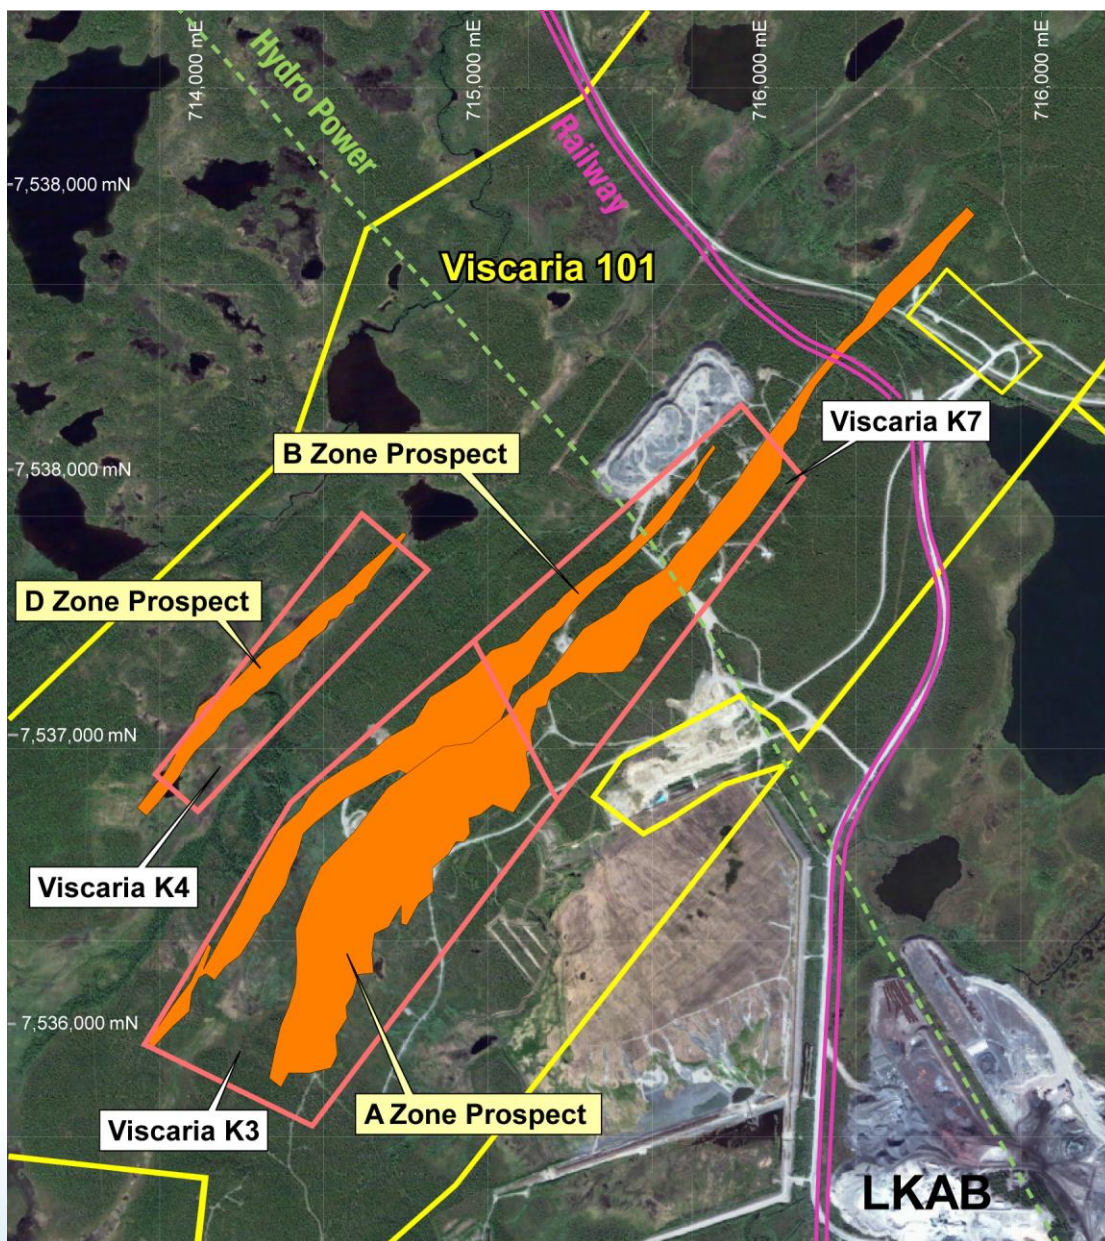 714,000 mE
715,000 mE
716,000 mE
716,000 mE
Hydro Power
Railway
7,538,000 mN
Viscaria 101
Viscaria K7
B Zone Prospect
7,538,000 mN
D Zone Prospect
7,537,000 mN
Viscaria K4
7,536,000 mN
Viscaria K3
A Zone Prospect
LKAB